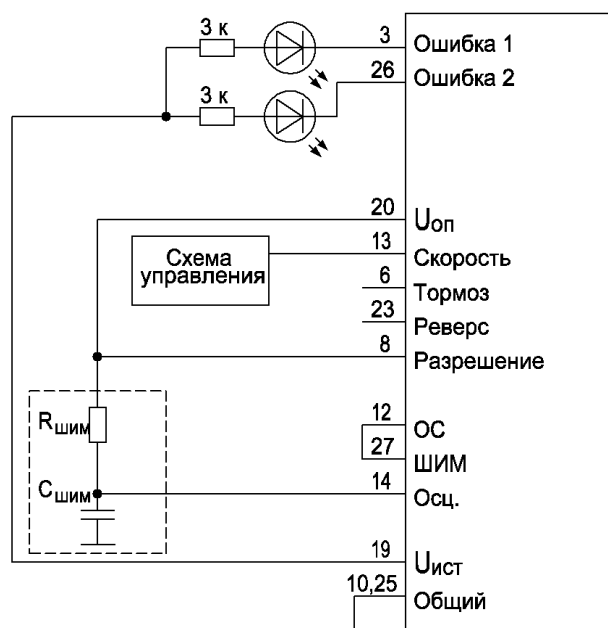 3 к
3
Ошибка 1
26
Ошибка 2
3 к
20
Uоп
13
Скорость
Схема
управления
6
Тормоз
23
Реверс
8
Разрешение
Rшим
12
ОС
27
ШИМ
Cшим
14
Осц.
19
Uист
10,25
Общий